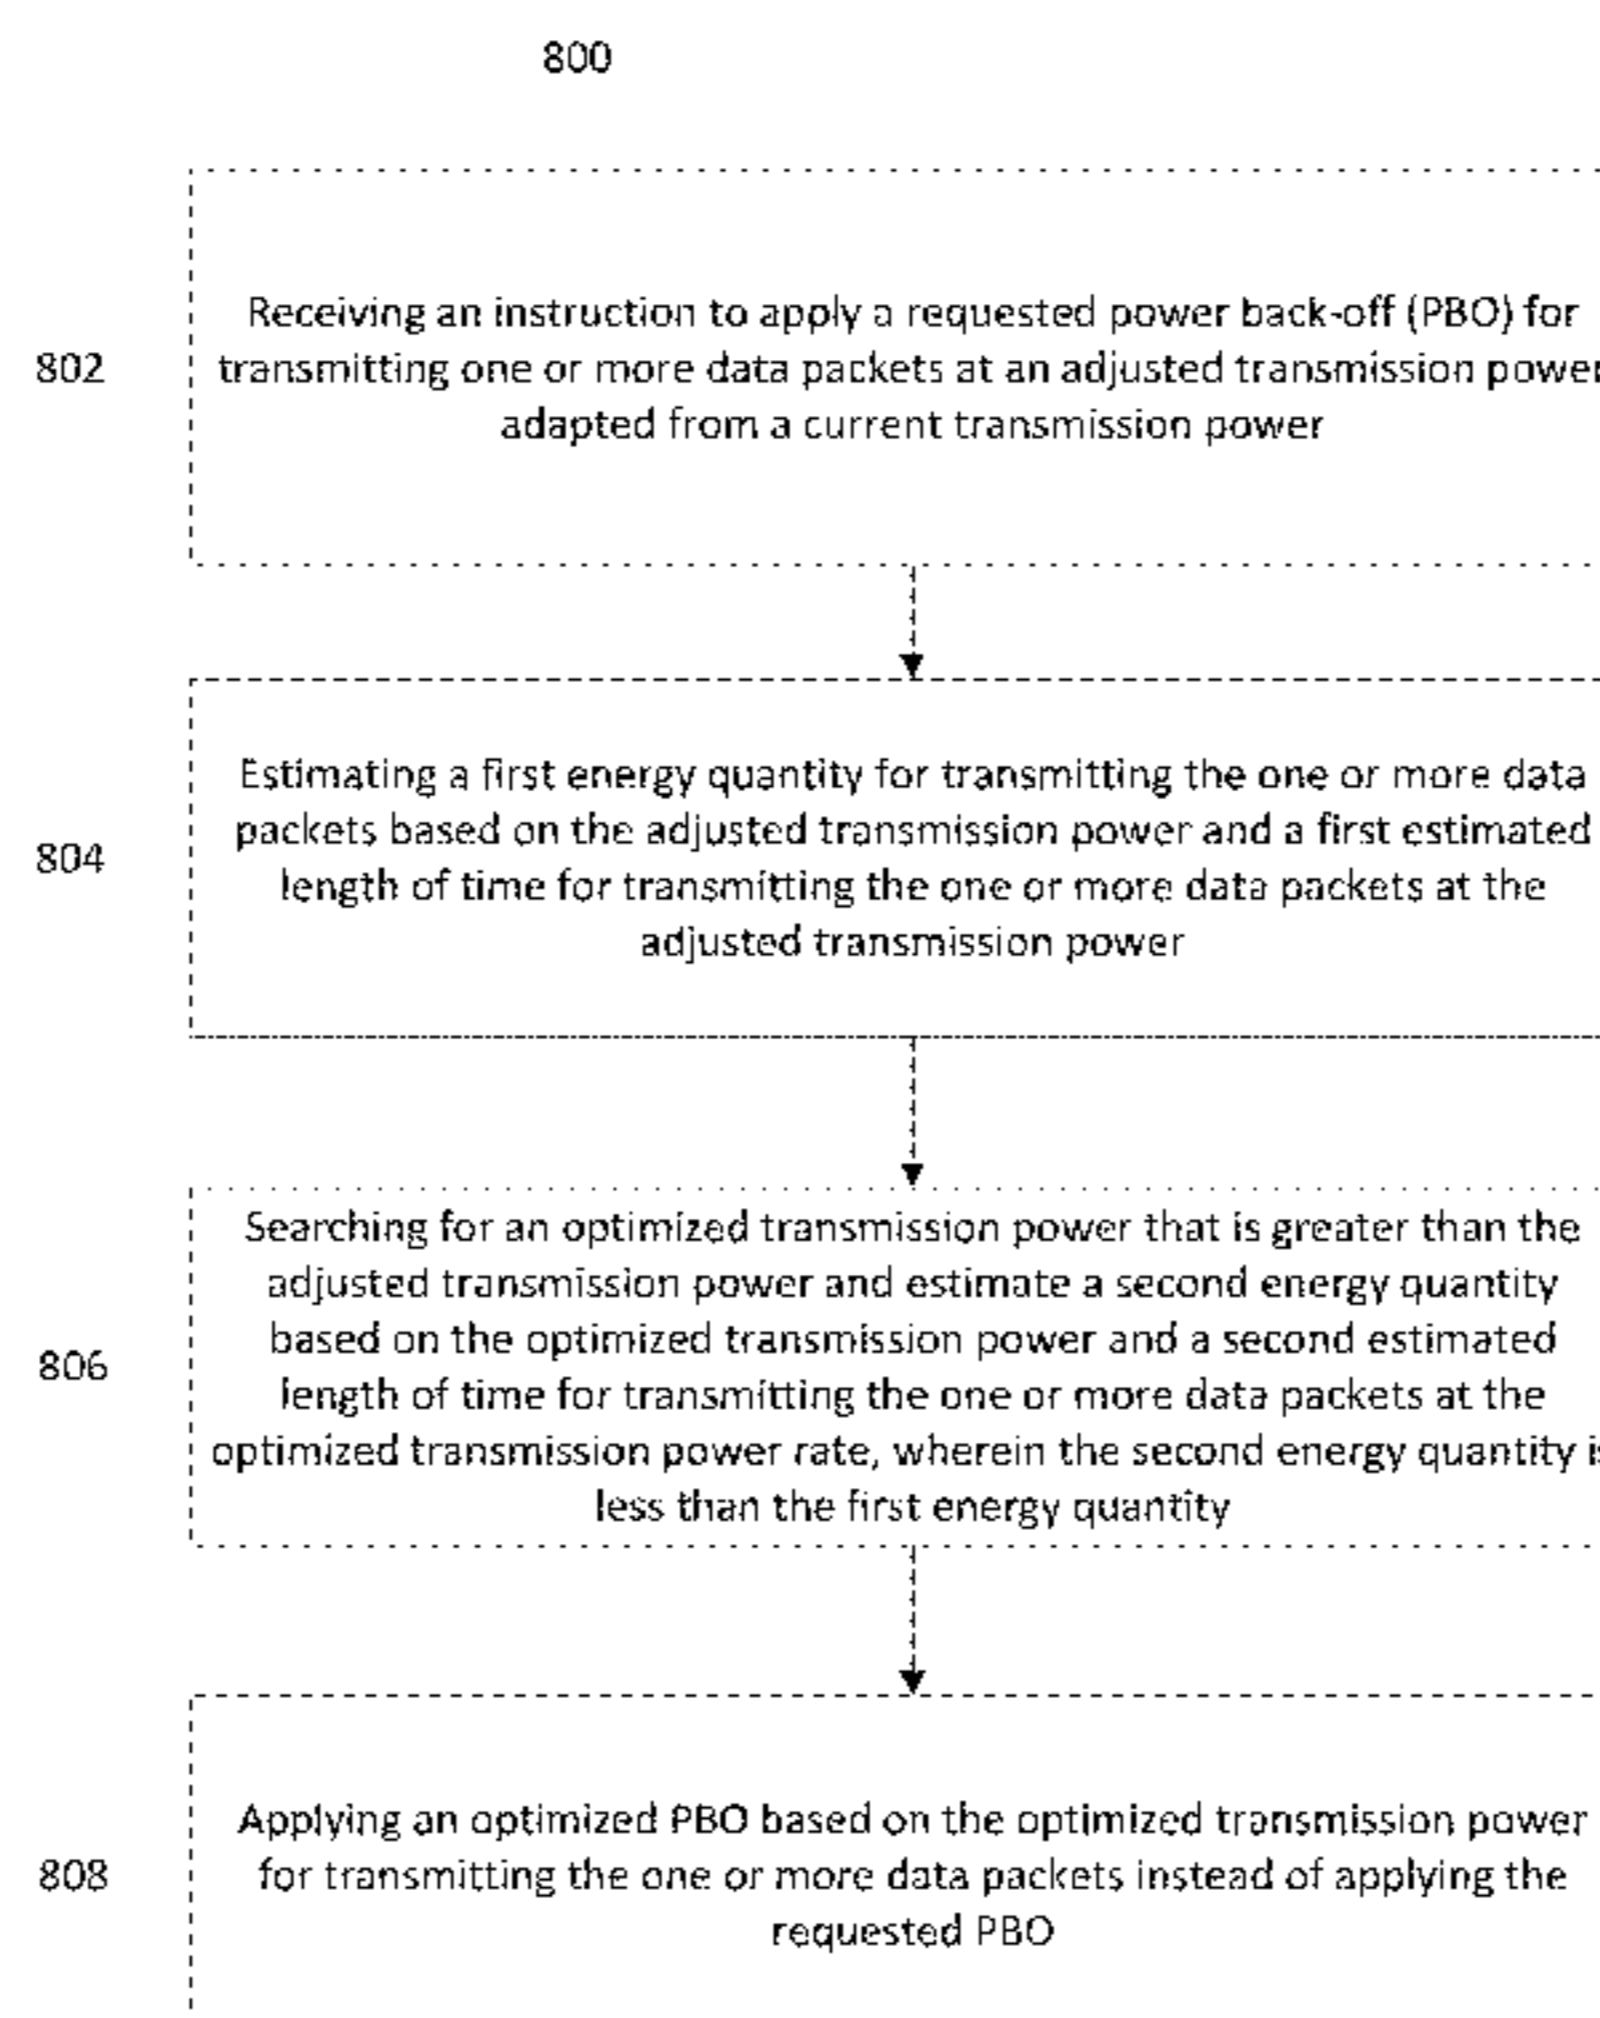 800
802
Receiving an instruction to apply a requested power back-off (PBO) for
transmitting one or more data packets at an adjusted transmission power
adapted from a current transmission power
804
Estimating a first energy quantity for transmitting the one or more data
packets based on the adjusted transmission power and a first estimated
length of time for transmitting the one or more data packets at the
adjusted transmission power
806
Searching for an optimized transmission power that is greater than the
adjusted transmission power and estimate a second energy quantity
based on the optimized transmission power and a second estimated
length of time for transmitting the one or more data packets at the
optimized transmission power rate, wherein the second energy quantity is
less than the first energy quantity
808
Applying an optimized PBO based on the optimized transmission power
for transmitting the one or more data packets instead of applying the
requested PBO